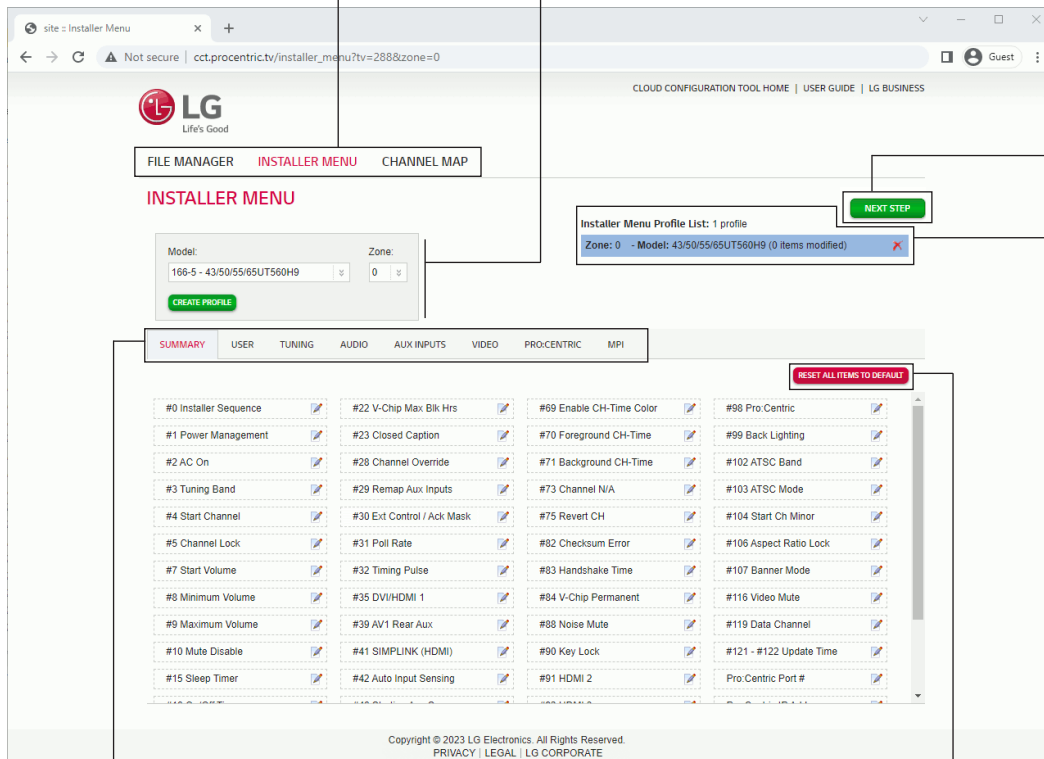 site :: Installer Menu
Not secure | cct.procentric.tv/installer_menu?tv=288&zone=0
Guest
CLOUD CONFIGURATION TOOL HOME | USER GUIDE | LG BUSINESS
LG
Life's Good
FILE MANAGER INSTALLER MENU CHANNEL MAP
INSTALLER MENU
NEXT STEP
Installer Menu Profile List: 1 profile
Zone: 0 - Model: 43/50/55/65UT560H9 (0 items modified)
Model: Zone:
166-5 - 43/50/55/65UT560H9 0
CREATE PROFILE
SUMMARY USER TUNING AUDIO AUX INPUTS VIDEO PRO:CENTRIC MPI
RESET ALL ITEMS TO DEFAULT
#0 Installer Sequence #22 V-Chip Max Blk Hrs #69 Enable CH-Time Color #98 Pro:Centric
#1 Power Management #23 Closed Caption #70 Foreground CH-Time #99 Back Lighting
#2 AC On #28 Channel Override #71 Background CH-Time #102 ATSC Band
#3 Tuning Band #29 Remap Aux Inputs #73 Channel N/A #103 ATSC Mode
#4 Start Channel #30 Ext Control / Ack Mask #75 Revert CH #104 Start Ch Minor
#5 Channel Lock #31 Poll Rate #82 Checksum Error #106 Aspect Ratio Lock
#7 Start Volume #32 Timing Pulse #83 Handshake Time #107 Banner Mode
#8 Minimum Volume #35 DVI/HDMI 1 #84 V-Chip Permanent #116 Video Mute
#9 Maximum Volume #39 AV1 Rear Aux #88 Noise Mute #119 Data Channel
#10 Mute Disable #41 SIMPLINK (HDMI) #90 Key Lock #121 - #122 Update Time
#15 Sleep Timer #42 Auto Input Sensing #91 HDMI 2 Pro:Centric Port #
Copyright © 2023 LG Electronics. All Rights Reserved.
PRIVACY | LEGAL | LG CORPORATE